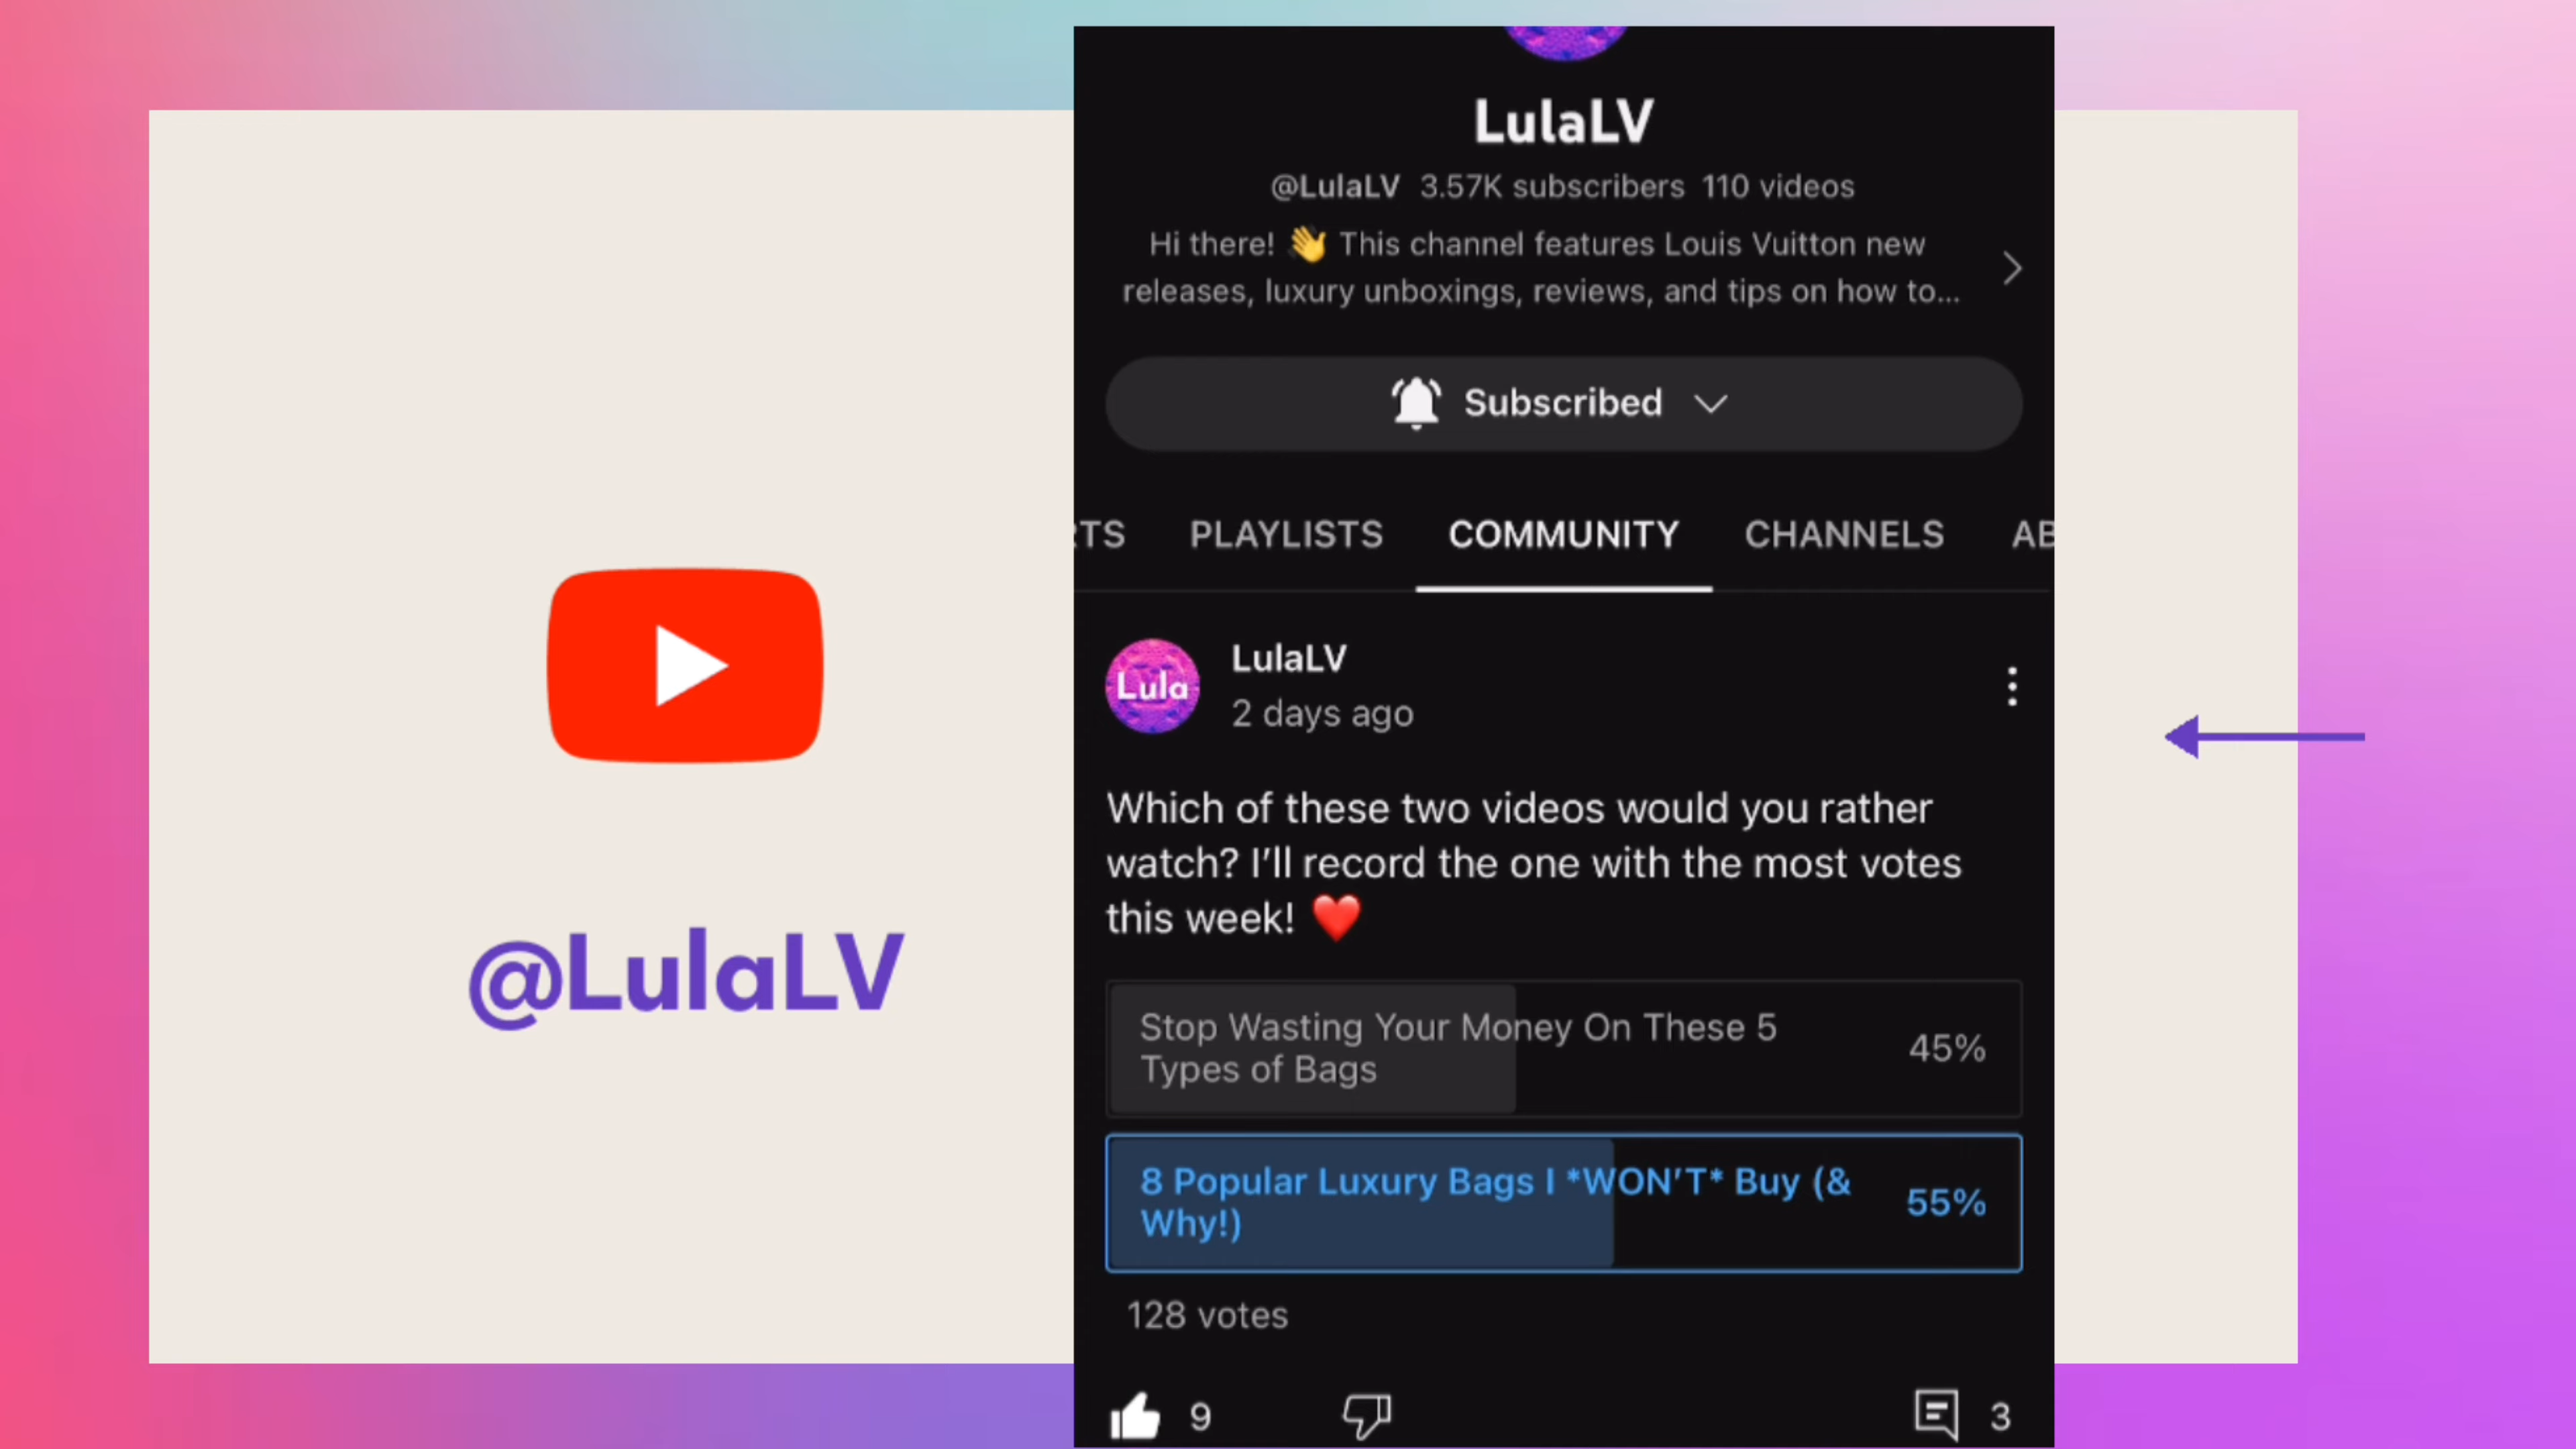 @LulaLV
LulaLV
@LulaLV 3.57K subscribers 110 videos
Hi there! 👋 This channel features Louis Vuitton new
releases, luxury unboxings, reviews, and tips on how to...
Subscribed
RTS PLAYLISTS COMMUNITY CHANNELS AB
Lula
LulaLV
2 days ago
Which of these two videos would you rather
watch? I'll record the one with the most votes
this week! ❤️
Stop Wasting Your Money On These 5
Types of Bags
45%
8 Popular Luxury Bags I *WON'T* Buy (&
Why!)
55%
128 votes
9
3